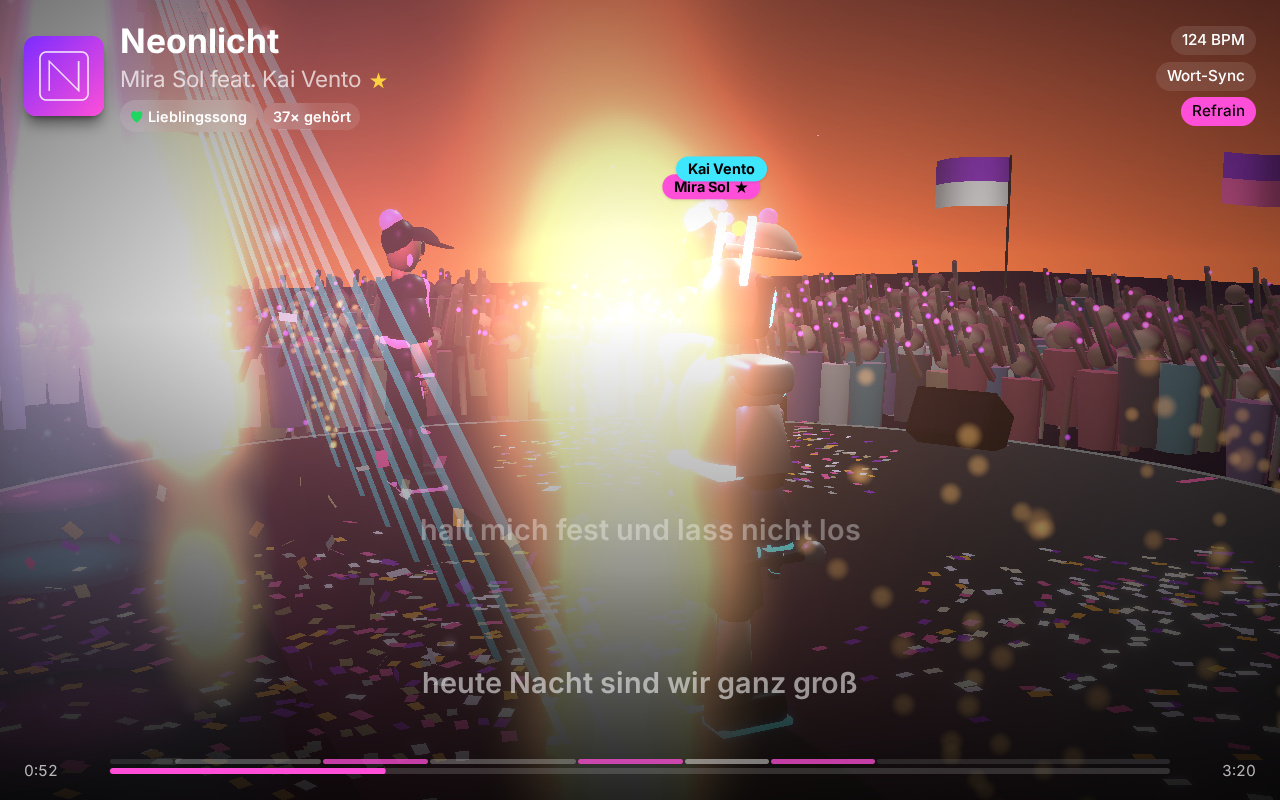 N
Neonlicht
Mira Sol feat. Kai Vento ★
Lieblingssong
37× gehört
124 BPM
Wort-Sync
Refrain
Kai Vento
Mira Sol ★
halt mich fest und lass nicht los
heute Nacht sind wir ganz groß
0:52
3:20